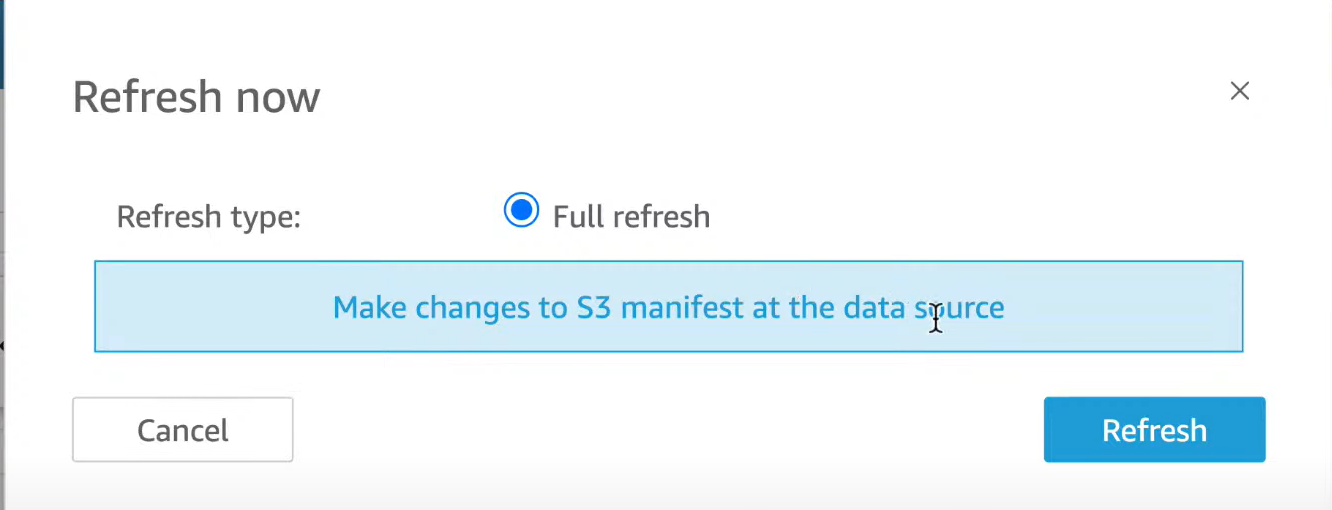 Refresh now
Refresh type: Full refresh
Make changes to S3 manifest at the data source
Cancel Refresh